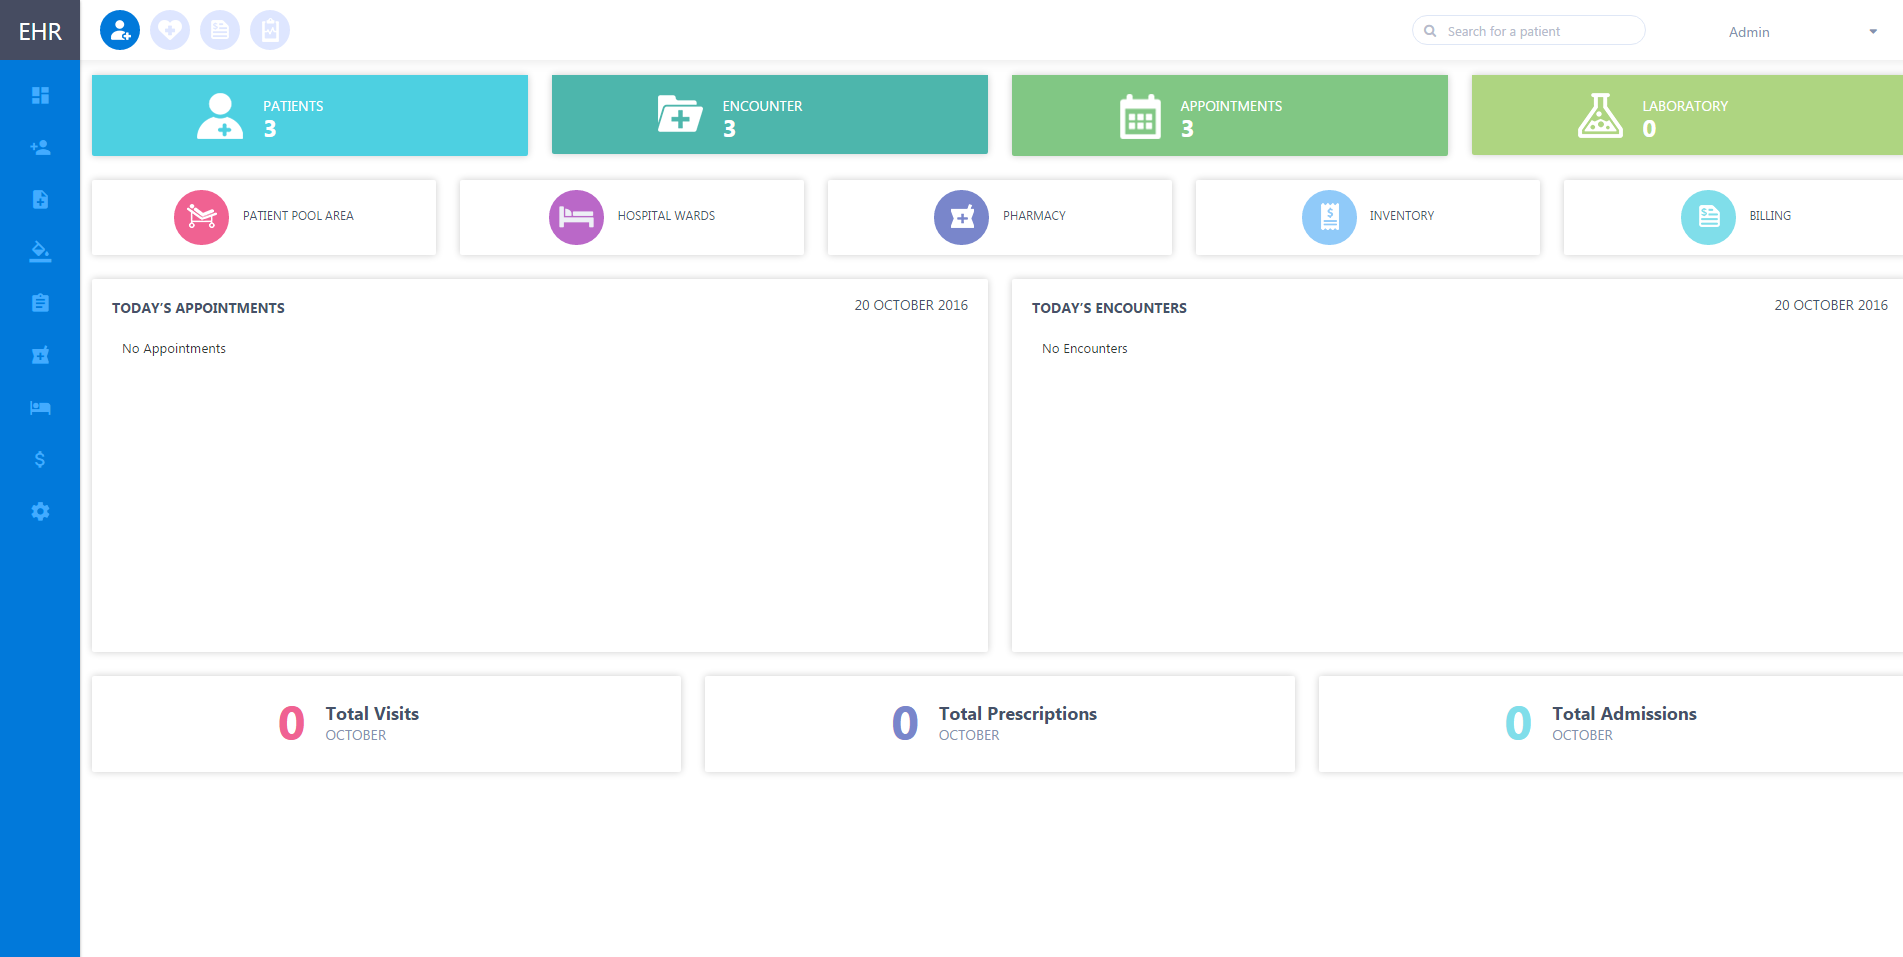 EHR
Search for a patient
Admin
PATIENTS
3
ENCOUNTER
3
APPOINTMENTS
3
LABORATORY
0
PATIENT POOL AREA
HOSPITAL WARDS
PHARMACY
INVENTORY
BILLING
TODAY'S APPOINTMENTS
20 OCTOBER 2016
No Appointments
TODAY'S ENCOUNTERS
20 OCTOBER 2016
No Encounters
0
Total Visits
OCTOBER
0
Total Prescriptions
OCTOBER
0
Total Admissions
OCTOBER